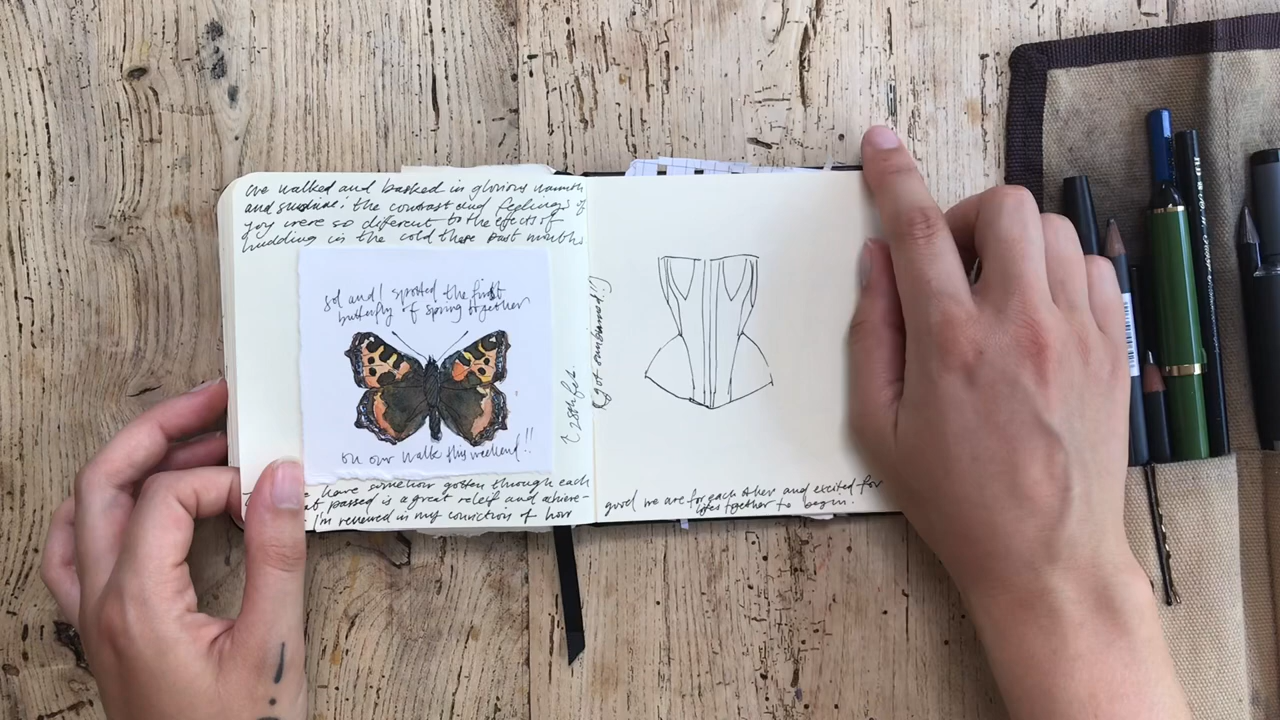 we walked and basked in glorious warmth
and sunshine; the contrast and feelings of
joy were so different to the effects of
huddling in the cold these past months
sol and I spotted the first
butterfly of spring together
on our walk this weekend!!
↑ 28th feb.
have somehow gotten through each
at passed is a great releif and achieve-
I'm renewed in my conviction of how
(got sunburned!!)
good we are for each other and excited for
lifes together to begin.